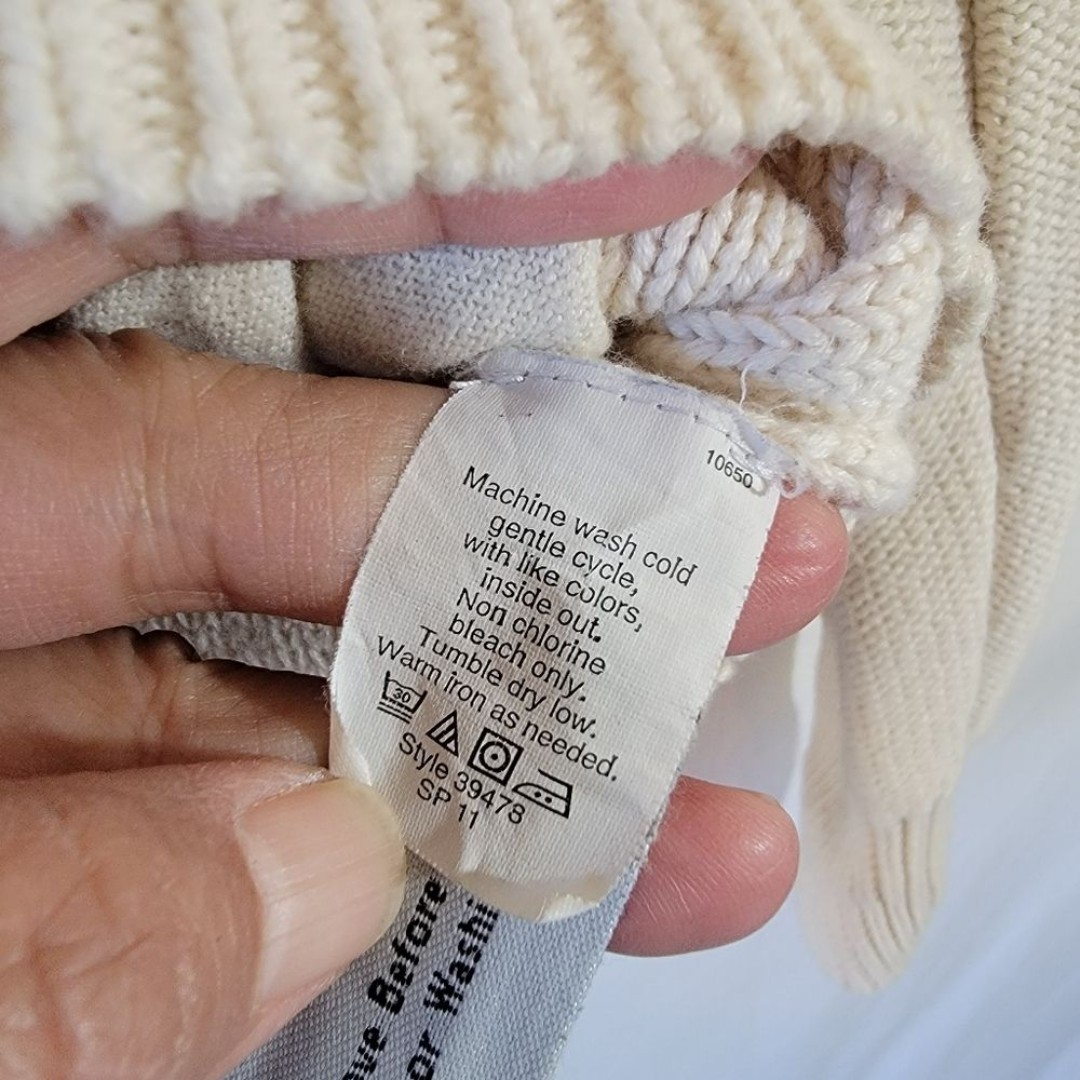 10650
Machine wash cold
gentle cycle,
with like colors,
inside out.
Non chlorine
bleach only.
Tumble dry low.
Warm iron as needed.
30
Style 39478
SP 11
Before